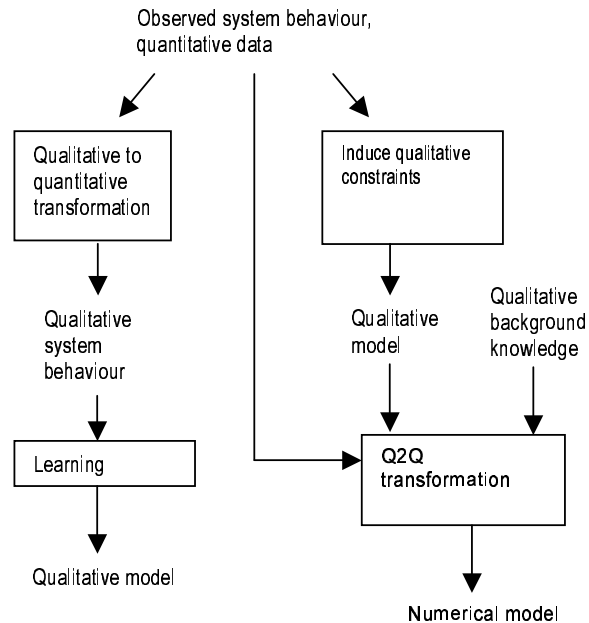 Observed system behaviour,
quantitative data
Qualitative to
quantitative
transformation
Induce qualitative
constraints
Qualitative
system
behaviour
Qualitative
model
Qualitative
background
knowledge
Learning
Q2Q
transformation
Qualitative model
Numerical model